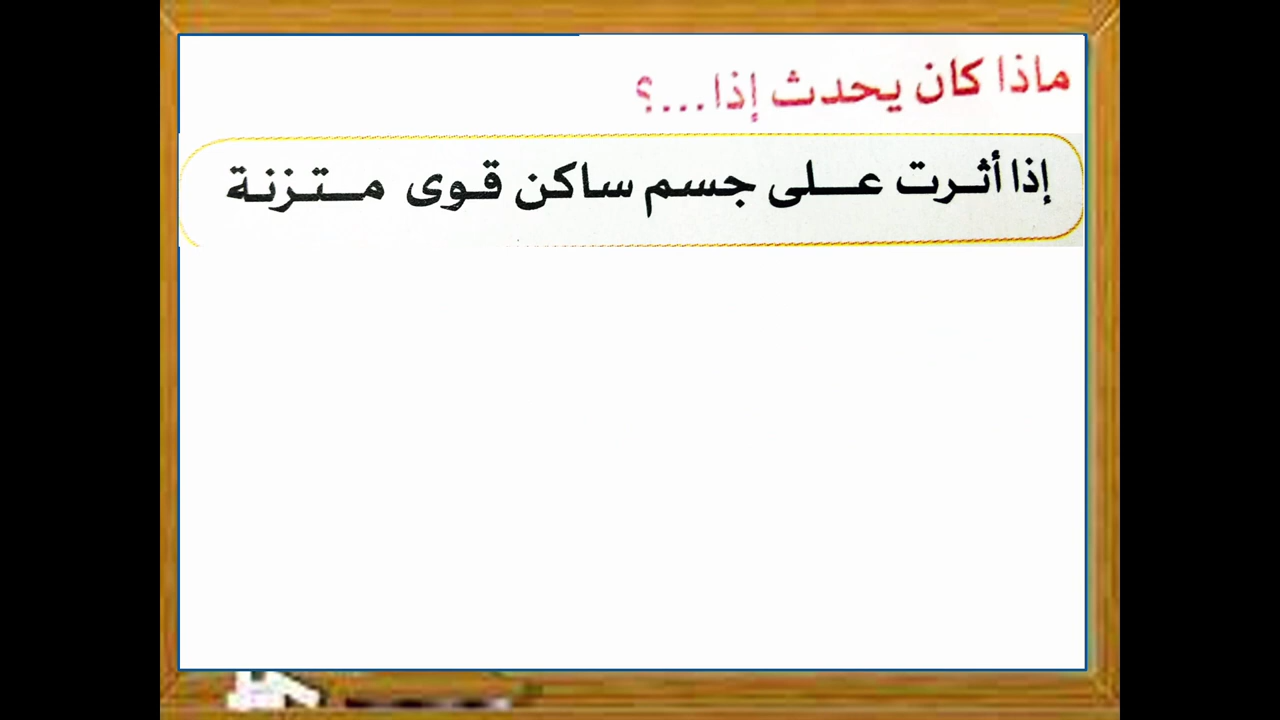 ماذا كان يحدث إذا...؟
إذا أثرت على جسم ساكن قوى متزنة